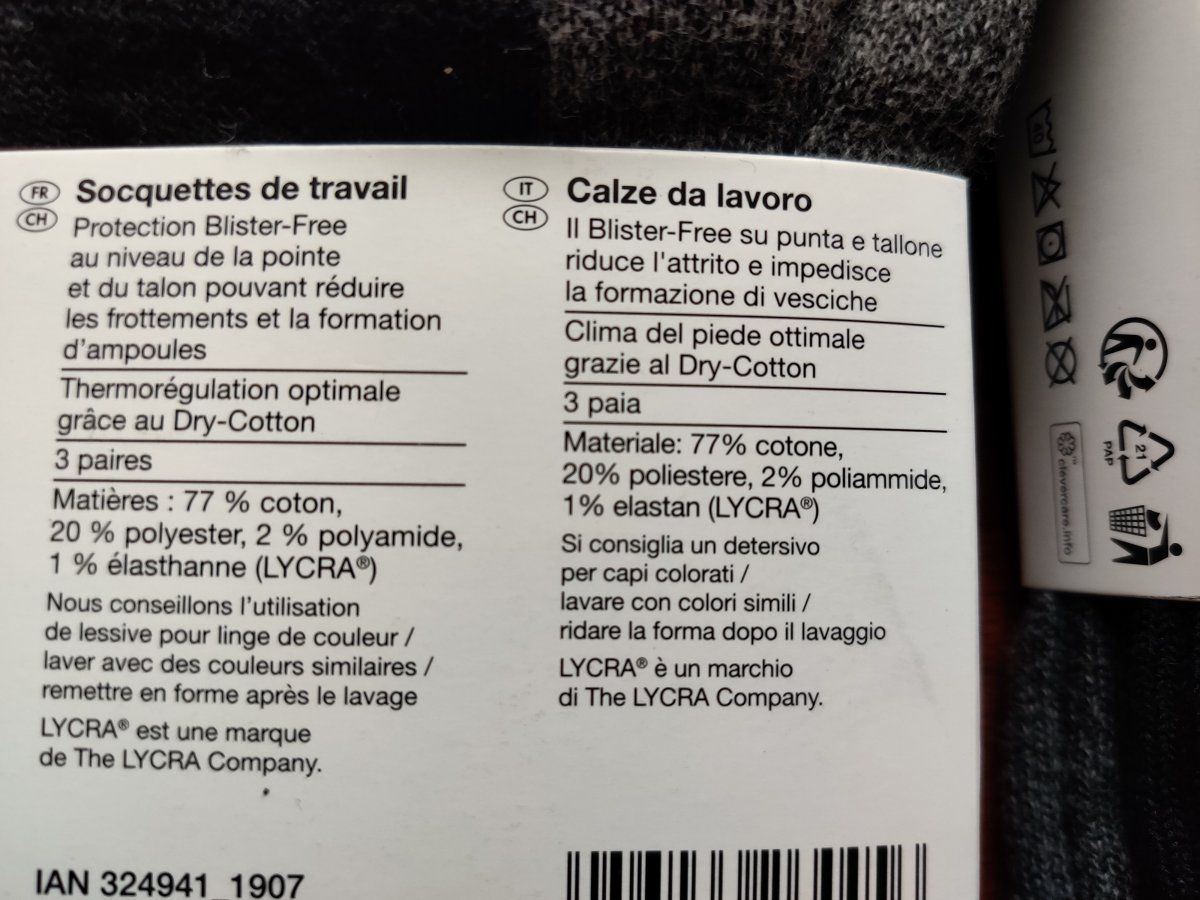 FR
CH
Socquettes de travail
Protection Blister-Free
au niveau de la pointe
et du talon pouvant réduire
les frottements et la formation
d'ampoules
Thermorégulation optimale
grâce au Dry-Cotton
3 paires
Matières : 77 % coton,
20 % polyester, 2 % polyamide,
1 % élasthanne (LYCRA®)
Nous conseillons l'utilisation
de lessive pour linge de couleur /
laver avec des couleurs similaires /
remettre en forme après le lavage
LYCRA® est une marque
de The LYCRA Company.
IAN 324941_1907
IT
CH
Calze da lavoro
Il Blister-Free su punta e tallone
riduce l'attrito e impedisce
la formazione di vesciche
Clima del piede ottimale
grazie al Dry-Cotton
3 paia
Materiale: 77% cotone,
20% poliestere, 2% poliammide,
1% elastan (LYCRA®)
Si consiglia un detersivo
per capi colorati /
lavare con colori simili /
ridare la forma dopo il lavaggio
LYCRA® è un marchio
di The LYCRA Company.
40
clevercare.info
21
PAP